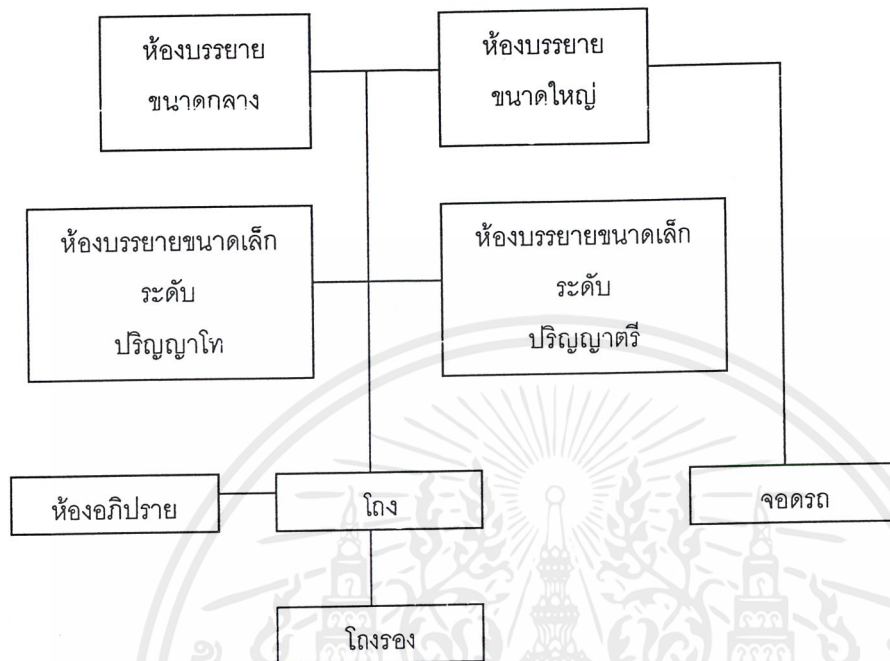 ห้องบรรยาย
ขนาดกลาง
ห้องบรรยาย
ขนาดใหญ่
ห้องบรรยายขนาดเล็ก
ระดับ
ปริญญาโท
ห้องบรรยายขนาดเล็ก
ระดับ
ปริญญาตรี
ห้องอภิปราย
โถง
จอดรถ
โถงรอง